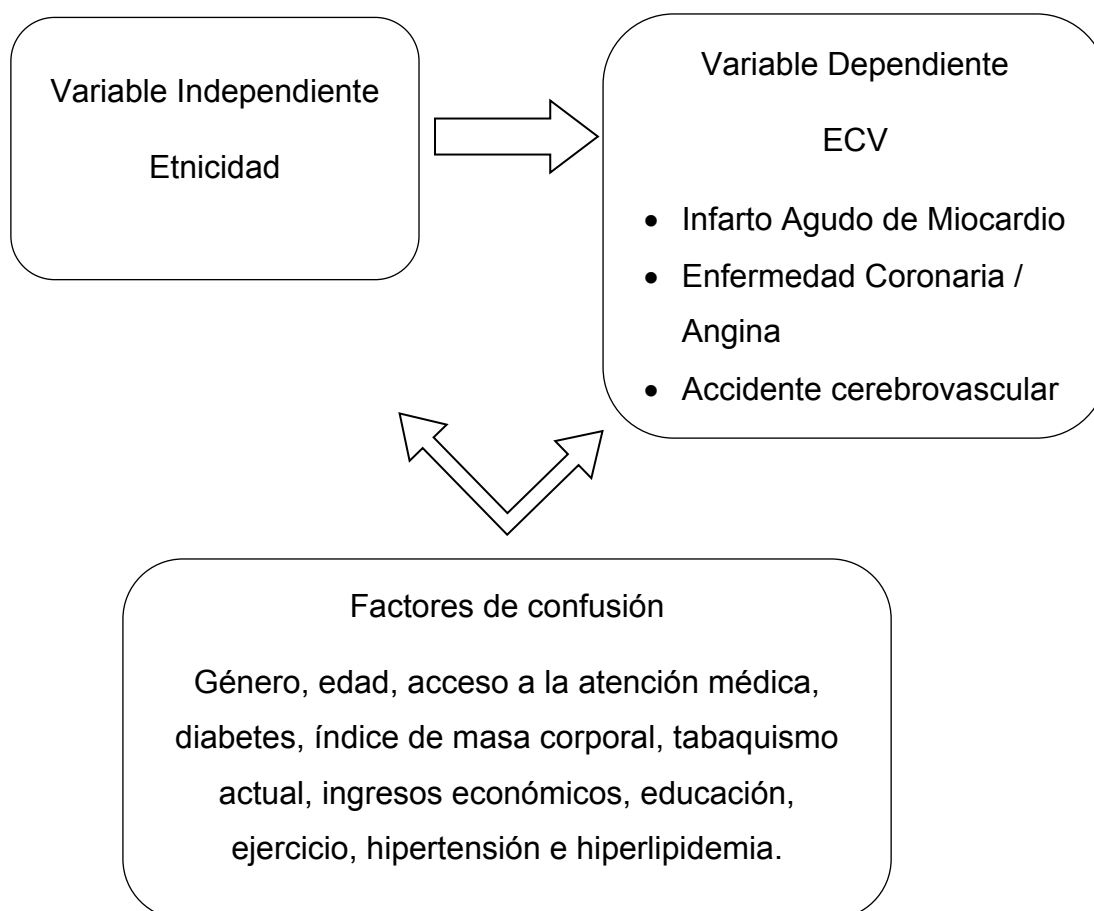 Variable Independiente
Etnicidad
Variable Dependiente
ECV
• Infarto Agudo de Miocardio
• Enfermedad Coronaria /
Angina
• Accidente cerebrovascular
Factores de confusión
Género, edad, acceso a la atención médica,
diabetes, índice de masa corporal, tabaquismo
actual, ingresos económicos, educación,
ejercicio, hipertensión e hiperlipidemia.